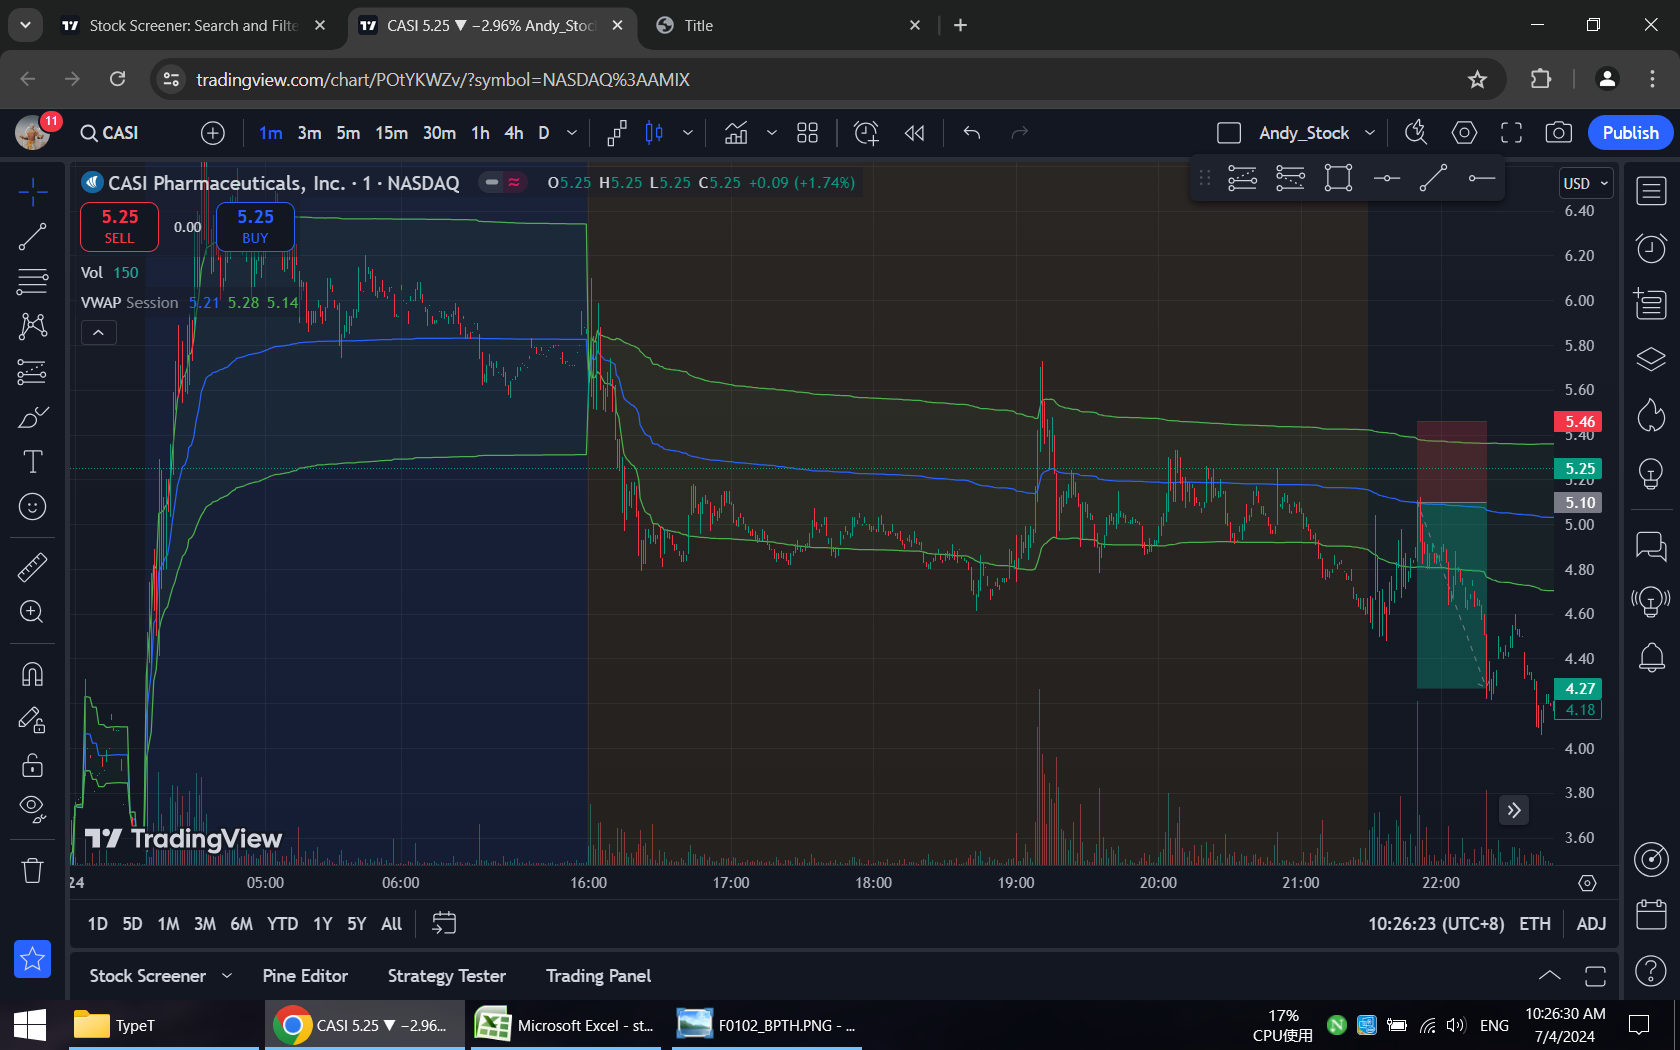 Stock Screener: Search and Filte
CASI 5.25 ▼ −2.96% Andy_Stoc
Title
tradingview.com/chart/POtYKWZv/?symbol=NASDAQ%3AAMIX
11
CASI
1m 3m 5m 15m 30m 1h 4h D
Andy_Stock
Publish
CASI Pharmaceuticals, Inc. · 1 · NASDAQ
O5.25 H5.25 L5.25 C5.25 +0.09 (+1.74%)
USD
5.25
SELL
0.00
5.25
BUY
Vol 150
VWAP Session 5.21 5.28 5.14
6.40
6.20
6.00
5.80
5.60
5.46
5.40
5.25
5.20
5.10
5.00
4.80
4.60
4.40
4.27
4.18
4.00
3.80
3.60
TradingView
24 05:00 06:00 16:00 17:00 18:00 19:00 20:00 21:00 22:00
1D 5D 1M 3M 6M YTD 1Y 5Y All
10:26:23 (UTC+8) ETH ADJ
Stock Screener Pine Editor Strategy Tester Trading Panel
TypeT
CASI 5.25 ▼ −2.96...
Microsoft Excel - st...
F0102_BPTH.PNG - ...
17%
CPU使用
ENG
10:26:30 AM
7/4/2024